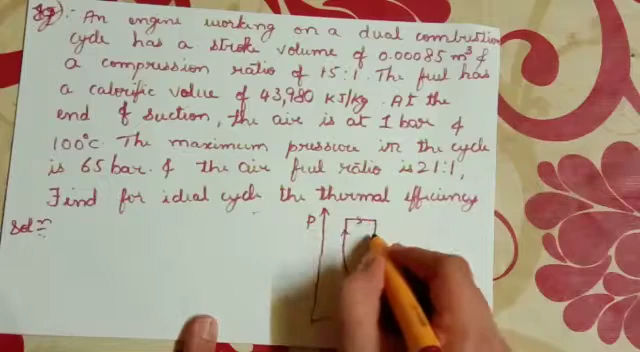 :- An engine working on a dual combustion
cycle has a stroke volume of 0.00085 m³ &
a compression ratio of 15:1. The fuel has
a calorific value of 43,980 KJ/Kg. At the
end of suction, the air is at 1 bar &
100°C. The maximum pressure in the cycle
is 65 bar. & the air fuel ratio is 21:1,
Find for ideal cycle the thermal efficiency
Solⁿ
P